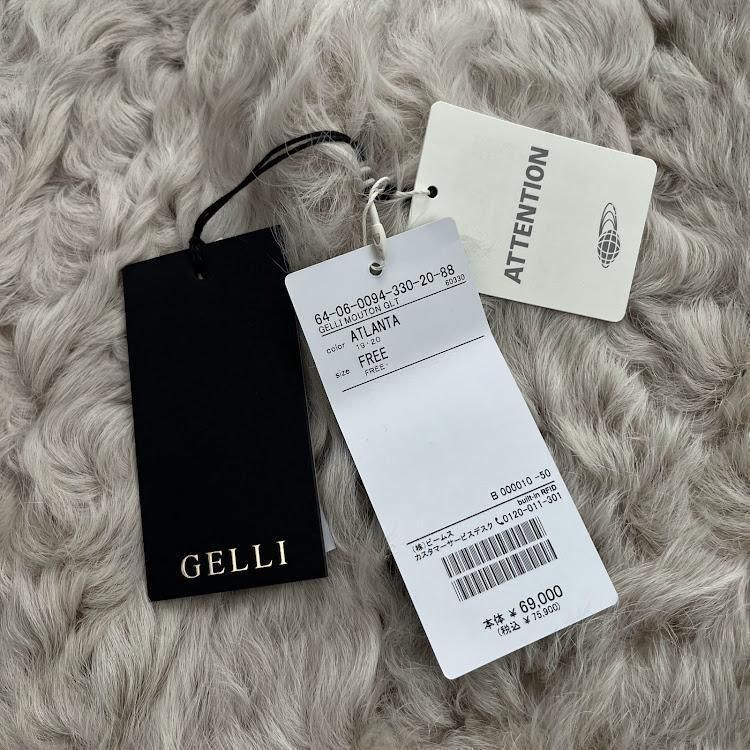 GELLI
64-06-0094-330-20-88
60330
GELLI MOUTON QLT
color ATLANTA
19・20
size FREE
FREE・
B 000010 -50
built-in RFID
(株)ビームス
カスタマーサービスデスク 0120-011-301
本体 ¥ 69,000
(税込 ¥ 75,900)
ATTENTION